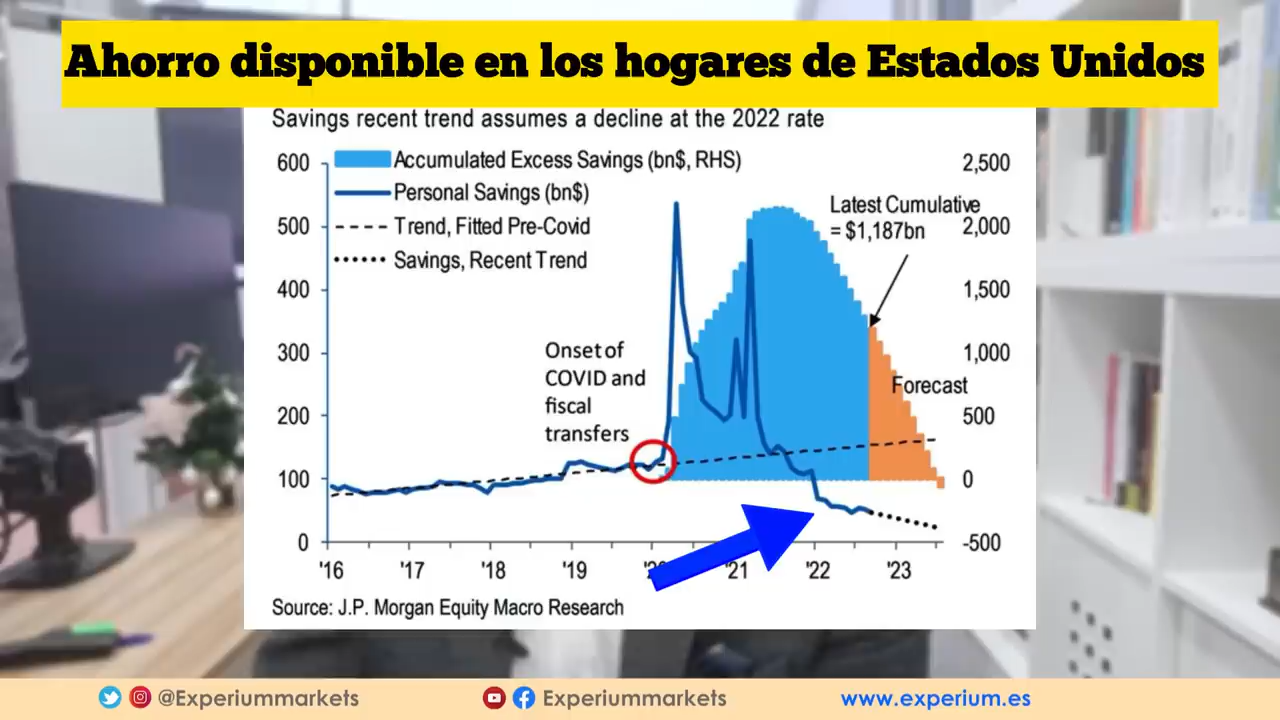 Ahorro disponible en los hogares de Estados Unidos
Savings recent trend assumes a decline at the 2022 rate
600
2,500
Accumulated Excess Savings (bn$, RHS)
Personal Savings (bn$)
Latest Cumulative
= $1,187bn
500
2,000
Trend, Fitted Pre-Covid
Savings, Recent Trend
400
1,500
Onset of
COVID and
fiscal
transfers
300
1,000
Forecast
200
500
100
0
0
-500
'16
'17
'18
'19
'21
'22
'23
Source: J.P. Morgan Equity Macro Research
@Experiummarkets
Experiummarkets
www.experium.es